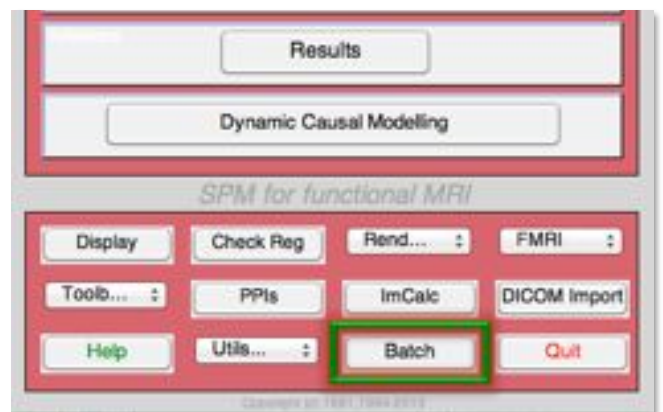 Results
Dynamic Causal Modelling
SPM for functional MRI
Display Check Reg Rend... FMRI
Toolb... PPIs ImCalc DICOM Import
Help Utils... Batch Quit